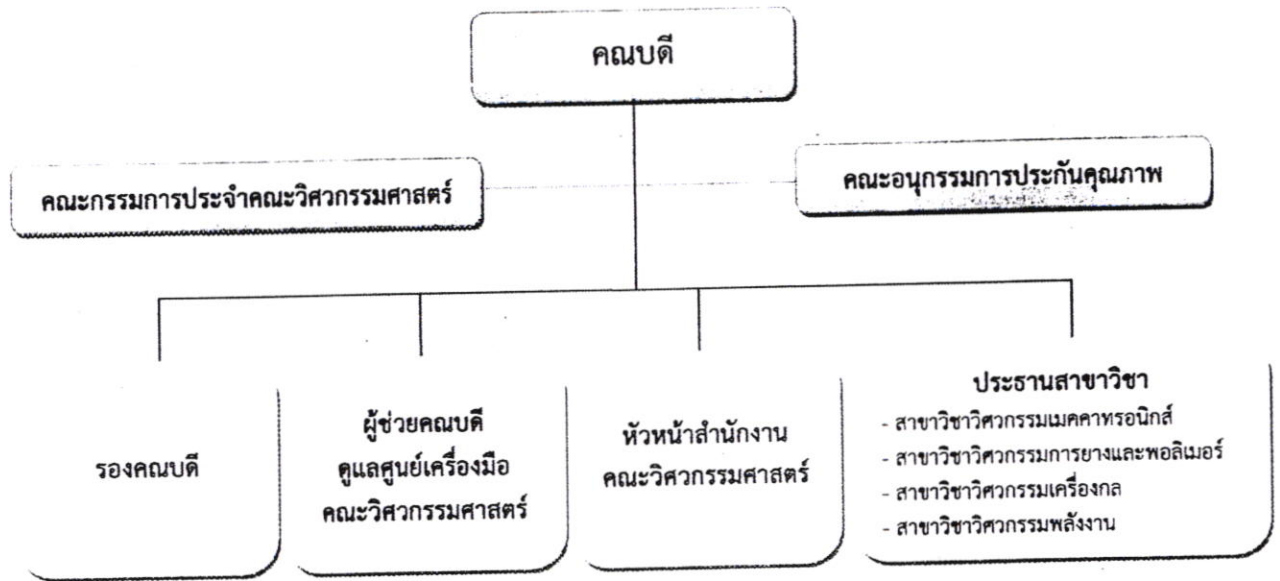 คณบดี
คณะกรรมการประจำคณะวิศวกรรมศาสตร์
คณะอนุกรรมการประกันคุณภาพ
รองคณบดี
ผู้ช่วยคณบดี
ดูแลศูนย์เครื่องมือ
คณะวิศวกรรมศาสตร์
หัวหน้าสำนักงาน
คณะวิศวกรรมศาสตร์
ประธานสาขาวิชา
- สาขาวิชาวิศวกรรมเมคคาทรอนิกส์
- สาขาวิชาวิศวกรรมการยางและพอลิเมอร์
- สาขาวิชาวิศวกรรมเครื่องกล
- สาขาวิชาวิศวกรรมพลังงาน